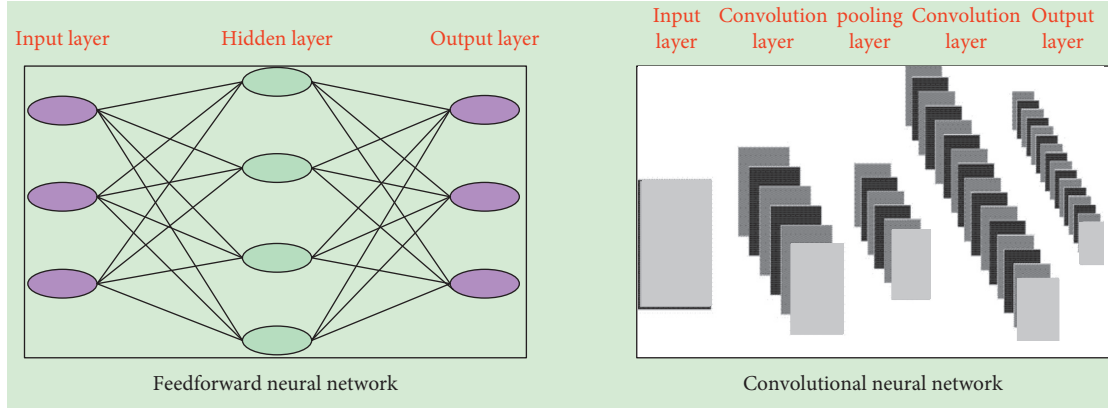 Input layer
Hidden layer
Output layer
Feedforward neural network
Input
layer
Convolution
layer
pooling
layer
Convolution
layer
Output
layer
Convolutional neural network